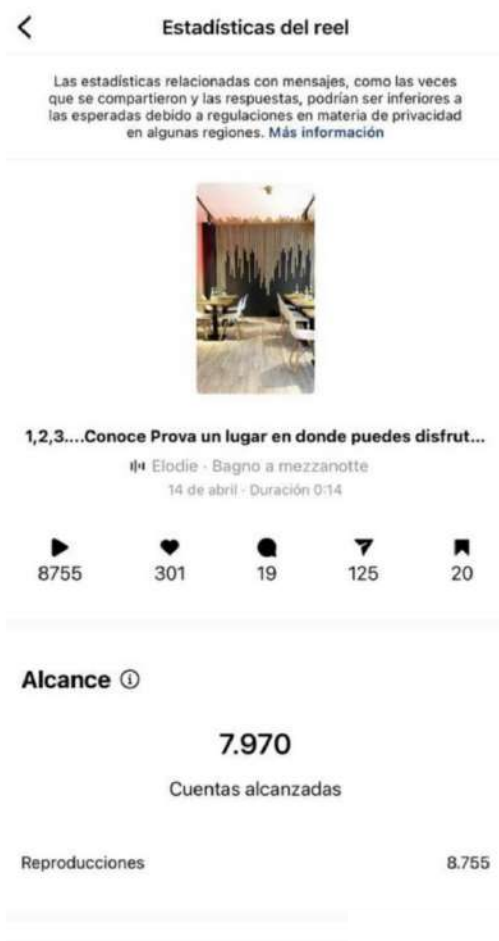 Estadísticas del reel
Las estadísticas relacionadas con mensajes, como las veces
que se compartieron y las respuestas, podrían ser inferiores a
las esperadas debido a regulaciones en materia de privacidad
en algunas regiones. Más información
1,2,3....Conoce Prova un lugar en donde puedes disfrut...
Elodie · Bagno a mezzanotte
14 de abril · Duración 0:14
8755 301 19 125 20
Alcance
7.970
Cuentas alcanzadas
Reproducciones 8.755